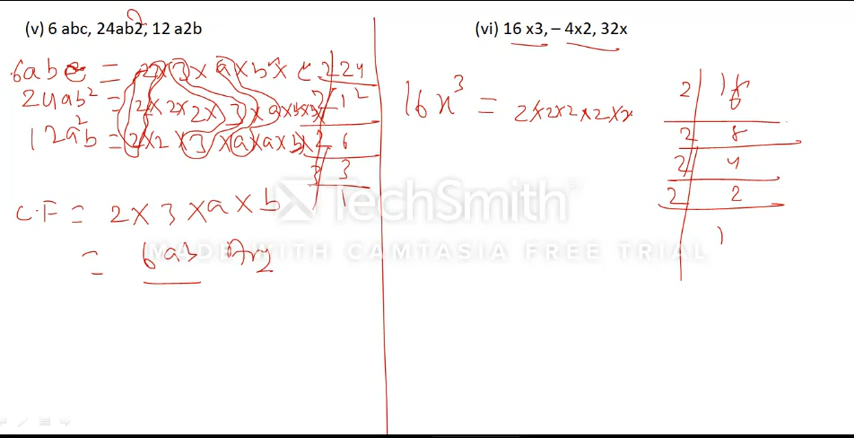 (v) 6 abc, 24ab2, 12 a2b
2
6abc = 2×3×a×b×c
24ab² = 2×2×2×3×a×b×b
12a²b = 2×2×3×a×a×b
2 24
2 12
2 6
3 3
1
C.F = 2×3×a×b
= 6ab Ans
(vi) 16 x3, – 4x2, 32x
16x³ = 2×2×2×2×x
2 16
2 8
2 4
2 2
1
TechSmith
MADE WITH CAMTASIA FREE TRIAL